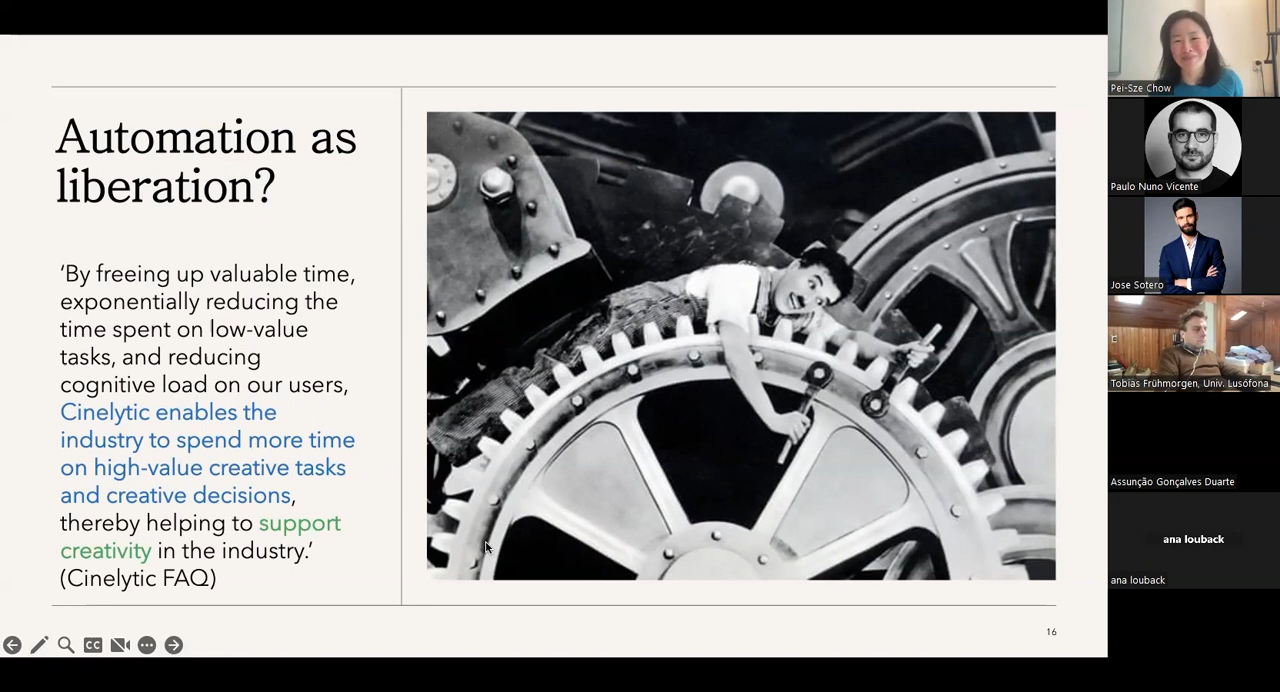 Automation as
liberation?
‘By freeing up valuable time,
exponentially reducing the
time spent on low-value
tasks, and reducing
cognitive load on our users,
Cinelytic enables the
industry to spend more time
on high-value creative tasks
and creative decisions,
thereby helping to support
creativity in the industry.’
(Cinelytic FAQ)
16
CC
Pei-Sze Chow
Paulo Nuno Vicente
Jose Sotero
Tobias Frühmorgen, Univ. Lusófona
Assunção Gonçalves Duarte
ana louback
ana louback